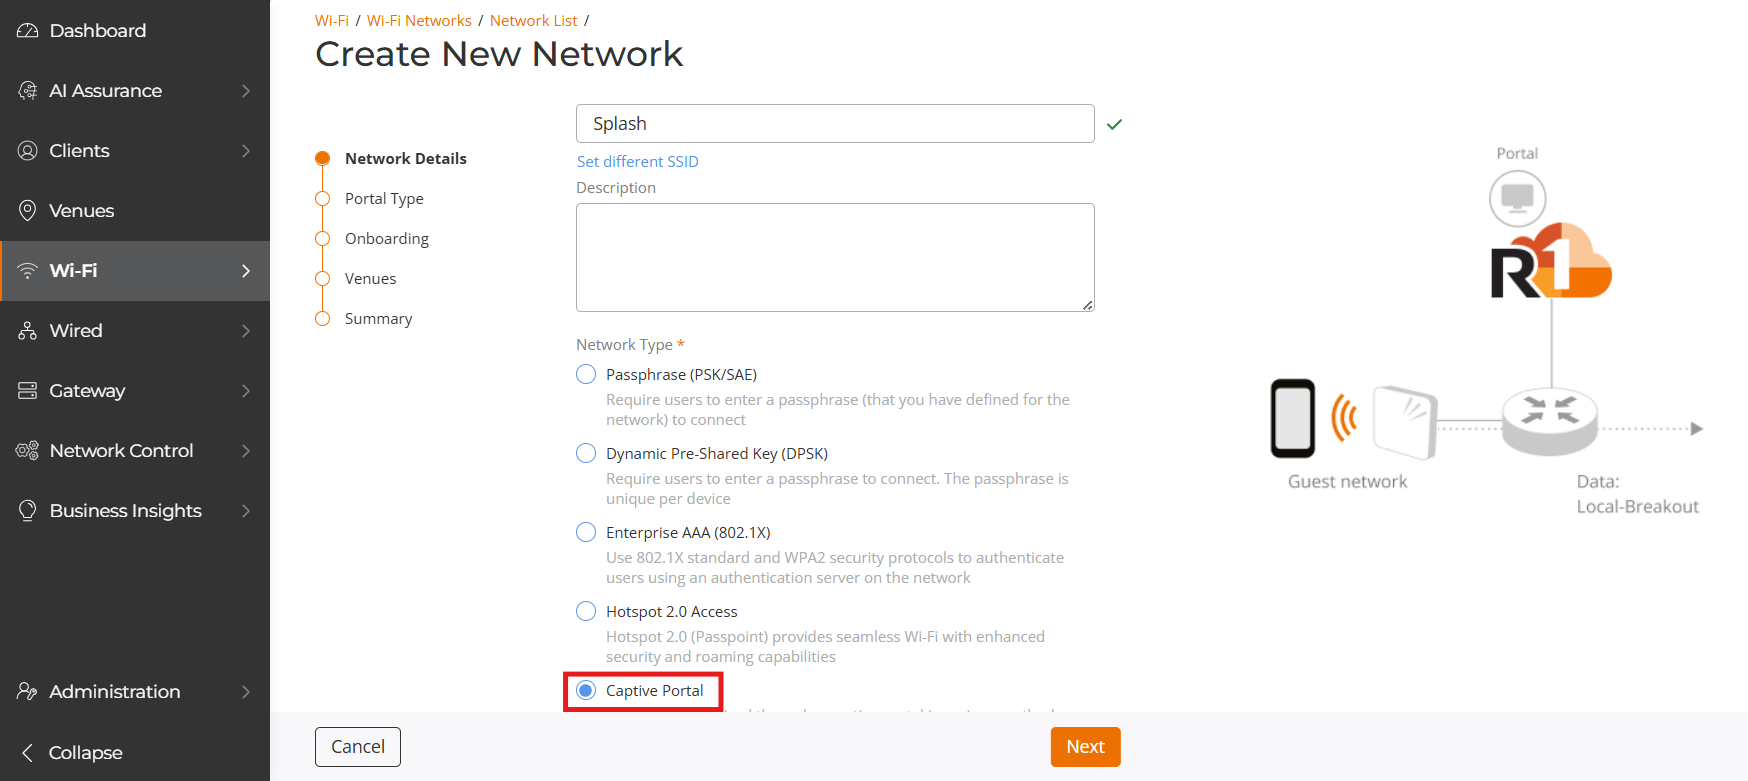 Dashboard
AI Assurance
Clients
Venues
Wi-Fi
Wired
Gateway
Network Control
Business Insights
Administration
Collapse
Wi-Fi / Wi-Fi Networks / Network List /
Create New Network
Network Details
Portal Type
Onboarding
Venues
Summary
Splash
Set different SSID
Description
Network Type *
Passphrase (PSK/SAE)
Require users to enter a passphrase (that you have defined for the
network) to connect
Dynamic Pre-Shared Key (DPSK)
Require users to enter a passphrase to connect. The passphrase is
unique per device
Enterprise AAA (802.1X)
Use 802.1X standard and WPA2 security protocols to authenticate
users using an authentication server on the network
Hotspot 2.0 Access
Hotspot 2.0 (Passpoint) provides seamless Wi-Fi with enhanced
security and roaming capabilities
Captive Portal
Cancel
Next
Portal
R1
Guest network
Data:
Local-Breakout